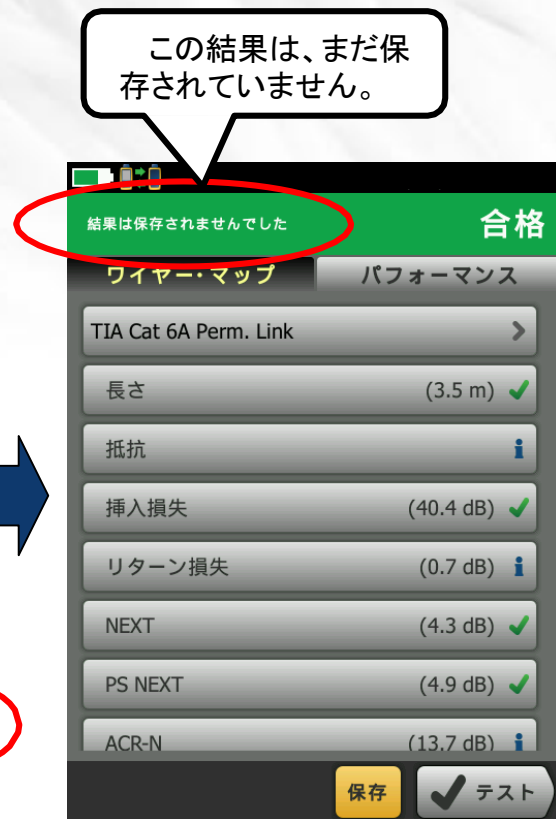 この結果は、まだ保
存されていません。
結果は保存されませんでした
合格
ワイヤー・マップ
パフォーマンス
TIA Cat 6A Perm. Link
長さ (3.5 m)
抵抗
挿入損失 (40.4 dB)
リターン損失 (0.7 dB)
NEXT (4.3 dB)
PS NEXT (4.9 dB)
ACR-N (13.7 dB)
保存
テスト